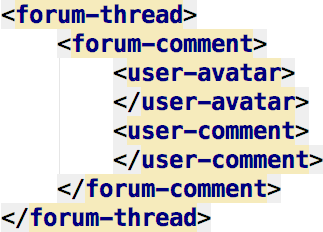 <forum-thread>
    <forum-comment>
        <user-avatar>
        </user-avatar>
        <user-comment>
        </user-comment>
    </forum-comment>
</forum-thread>